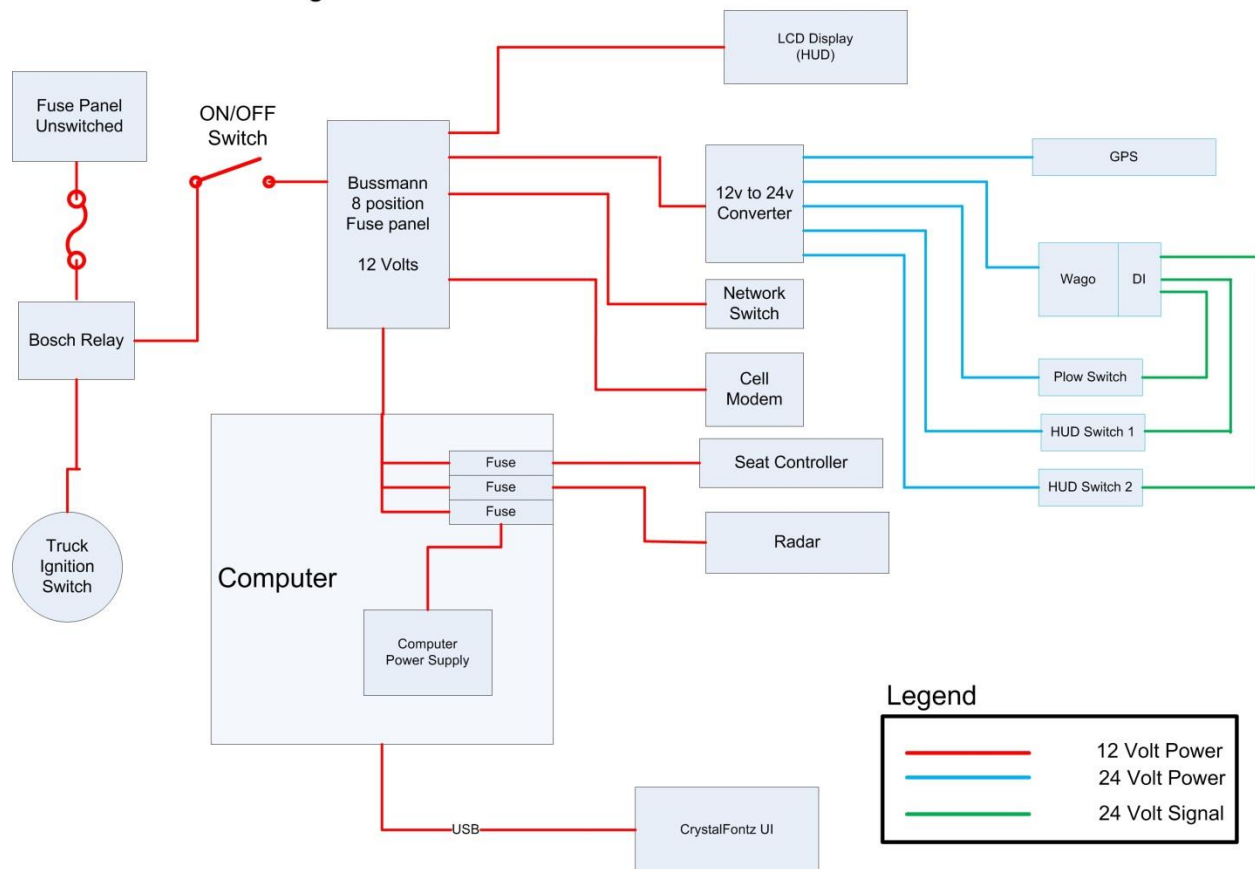 LCD Display
(HUD)
Fuse Panel
Unswitched
ON/OFF
Switch
Bussmann
8 position
Fuse panel
12 Volts
12v to 24v
Converter
GPS
Wago
DI
Bosch Relay
Network
Switch
Plow Switch
Cell
Modem
HUD Switch 1
HUD Switch 2
Fuse
Fuse
Fuse
Seat Controller
Radar
Truck
Ignition
Switch
Computer
Computer
Power Supply
USB
CrystalFontz UI
Legend
12 Volt Power
24 Volt Power
24 Volt Signal